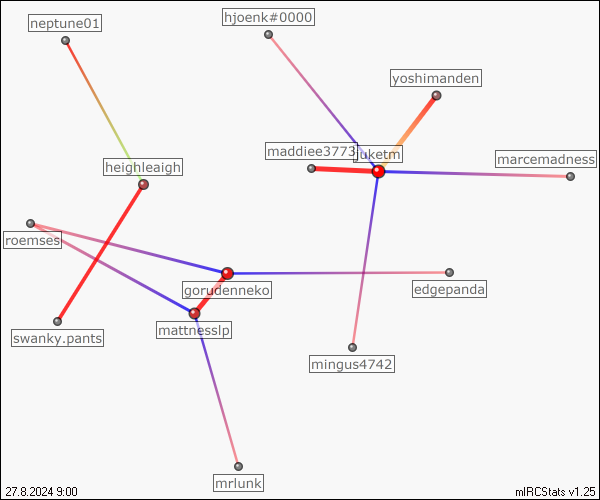 neptune01
hjoenk#0000
yoshimanden
maddiee3773
juketm
marcemadness
heighleaigh
roemses
gorudenneko
edgepanda
mattnesslp
swanky.pants
mingus4742
mrlunk
27.8.2024 9:00
mIRCStats v1.25